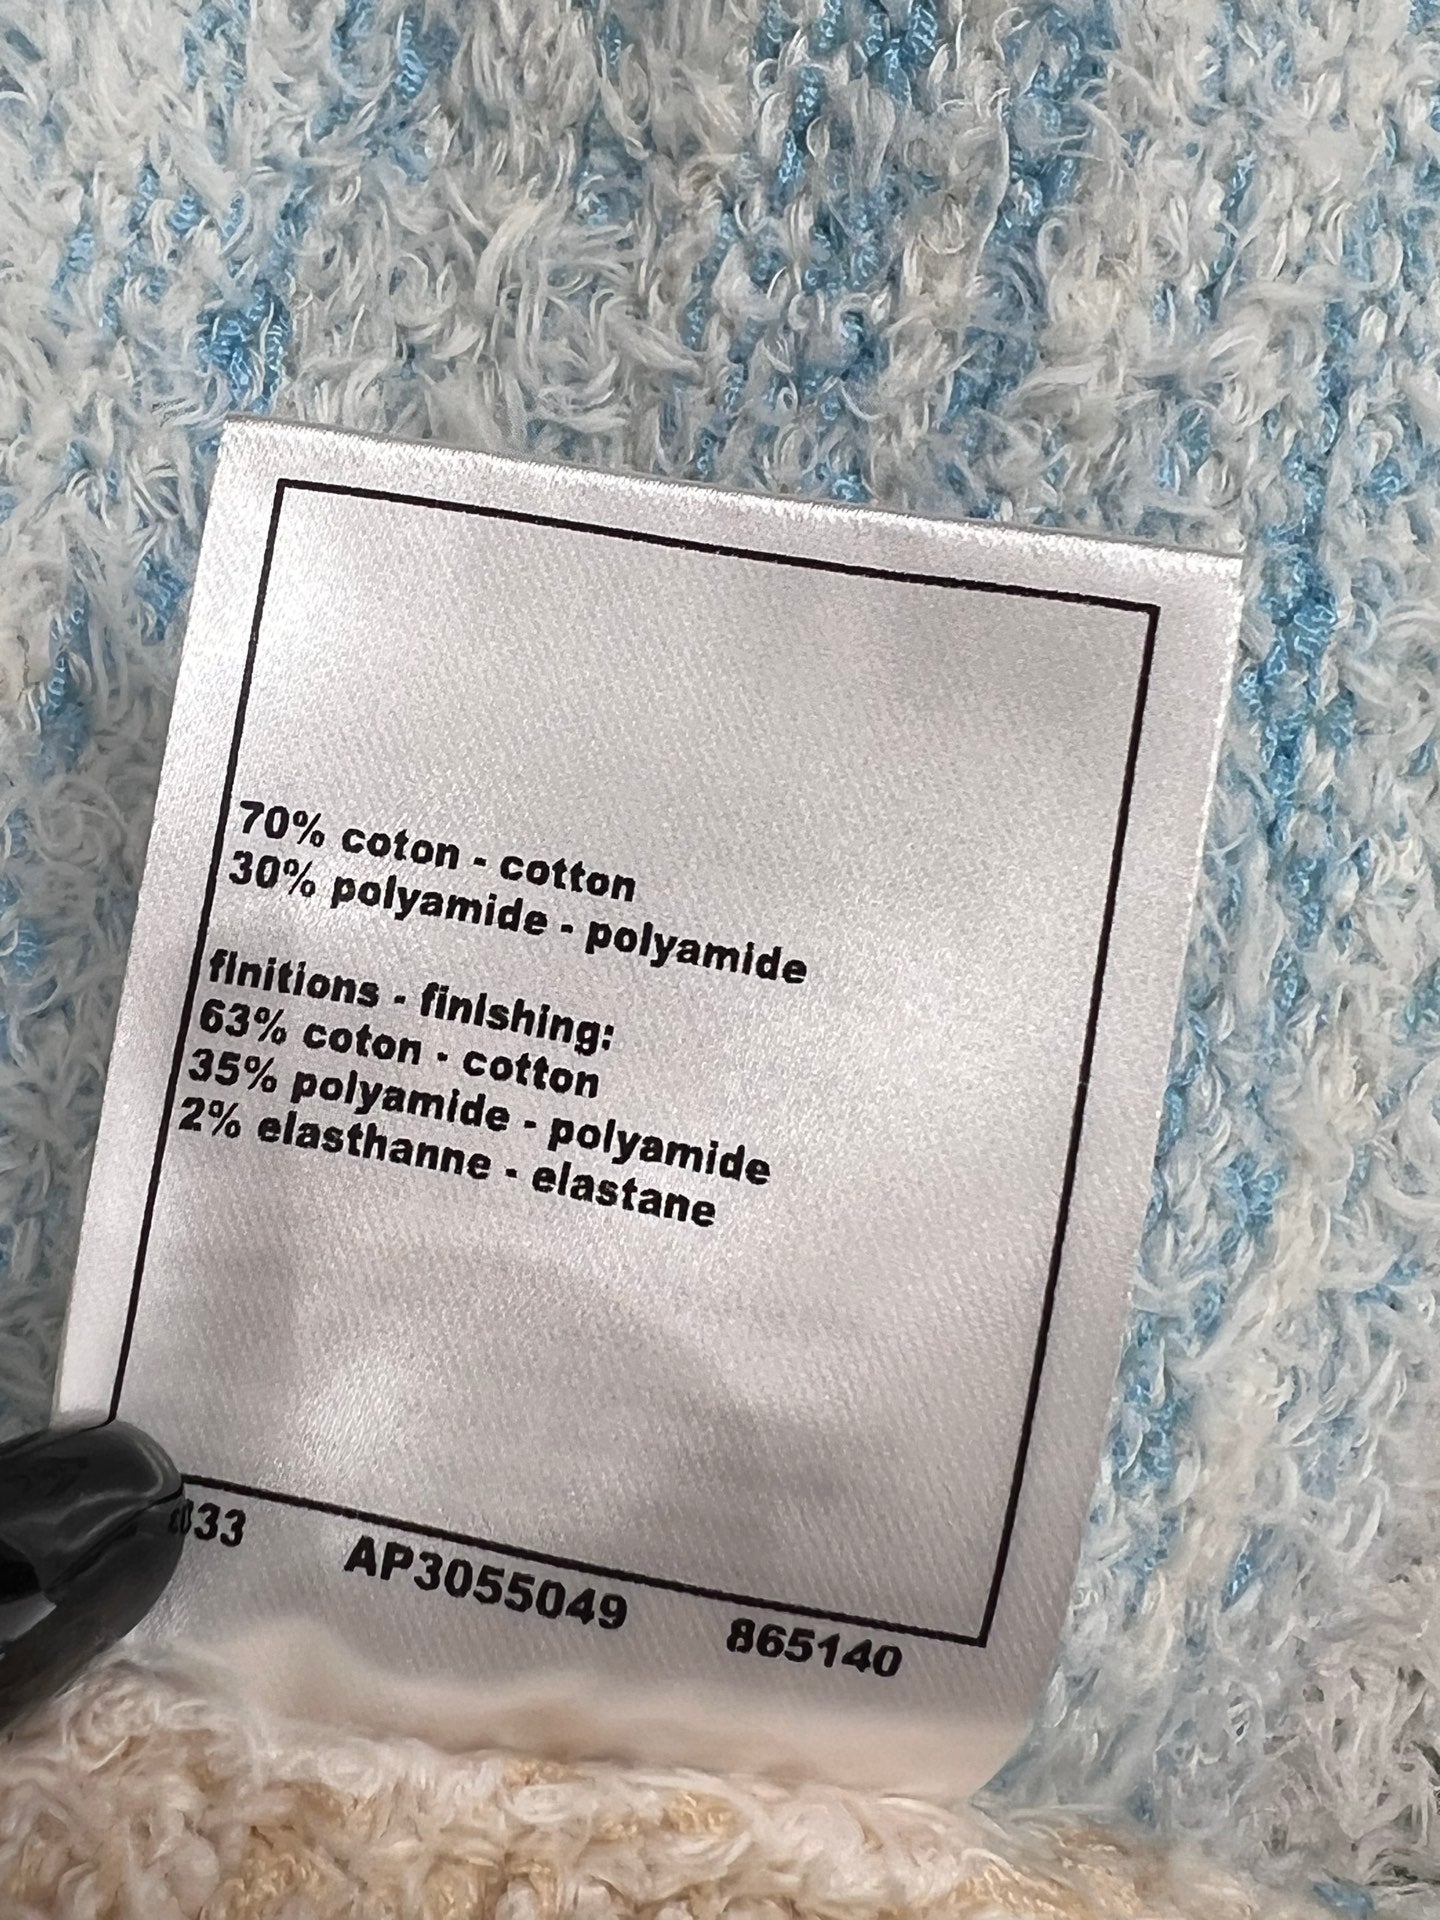 70% coton - cotton
30% polyamide - polyamide
finitions - finishing:
63% coton - cotton
35% polyamide - polyamide
2% elasthanne - elastane
AP3055049 865140